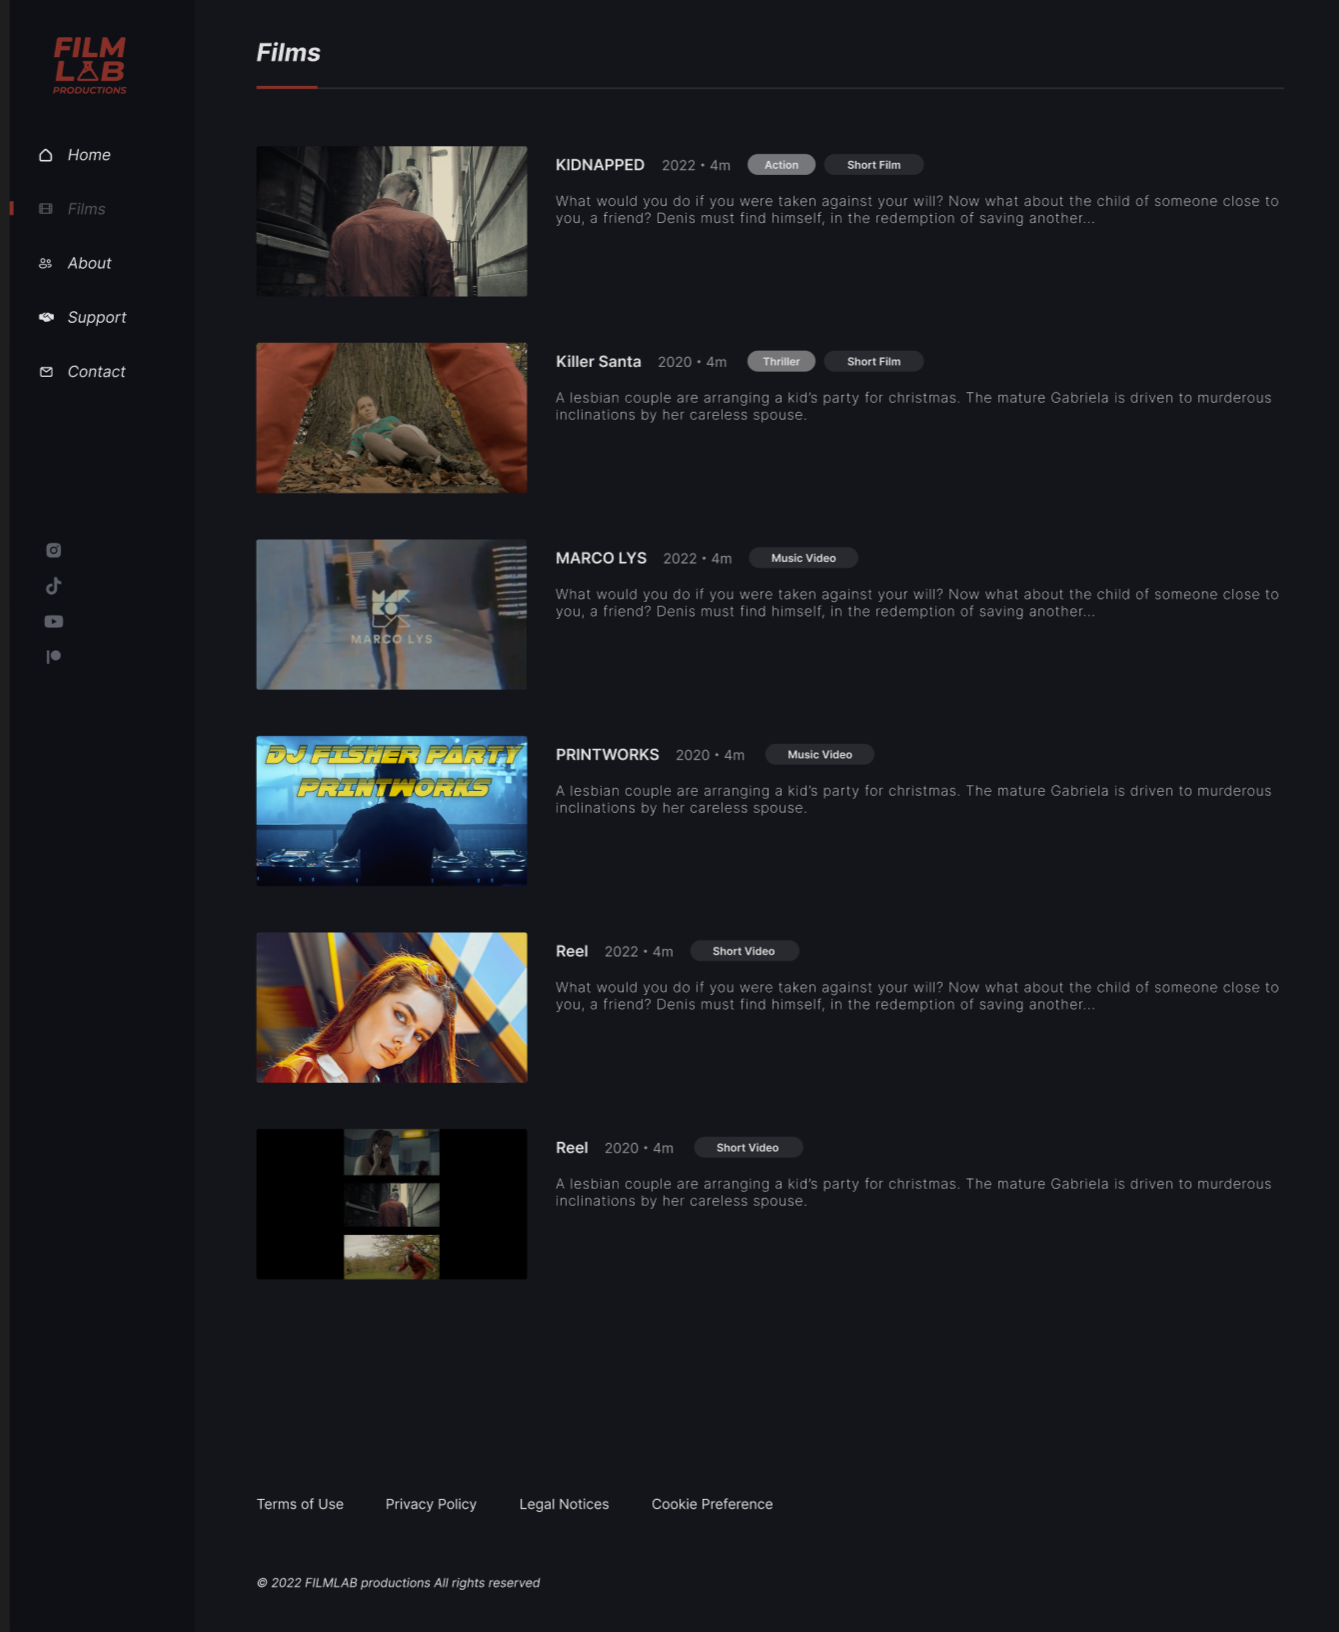 FILM
LAB
PRODUCTIONS
Home
Films
About
Support
Contact
Films
KIDNAPPED 2022 • 4m Action Short Film
What would you do if you were taken against your will? Now what about the child of someone close to
you, a friend? Denis must find himself, in the redemption of saving another...
Killer Santa 2020 • 4m Thriller Short Film
A lesbian couple are arranging a kid's party for christmas. The mature Gabriela is driven to murderous
inclinations by her careless spouse.
MARCO LYS
MARCO LYS 2022 • 4m Music Video
What would you do if you were taken against your will? Now what about the child of someone close to
you, a friend? Denis must find himself, in the redemption of saving another...
DJ FISHER PARTY
PRINTWORKS
PRINTWORKS 2020 • 4m Music Video
A lesbian couple are arranging a kid's party for christmas. The mature Gabriela is driven to murderous
inclinations by her careless spouse.
Reel 2022 • 4m Short Video
What would you do if you were taken against your will? Now what about the child of someone close to
you, a friend? Denis must find himself, in the redemption of saving another...
Reel 2020 • 4m Short Video
A lesbian couple are arranging a kid's party for christmas. The mature Gabriela is driven to murderous
inclinations by her careless spouse.
Terms of Use Privacy Policy Legal Notices Cookie Preference
© 2022 FILMLAB productions All rights reserved